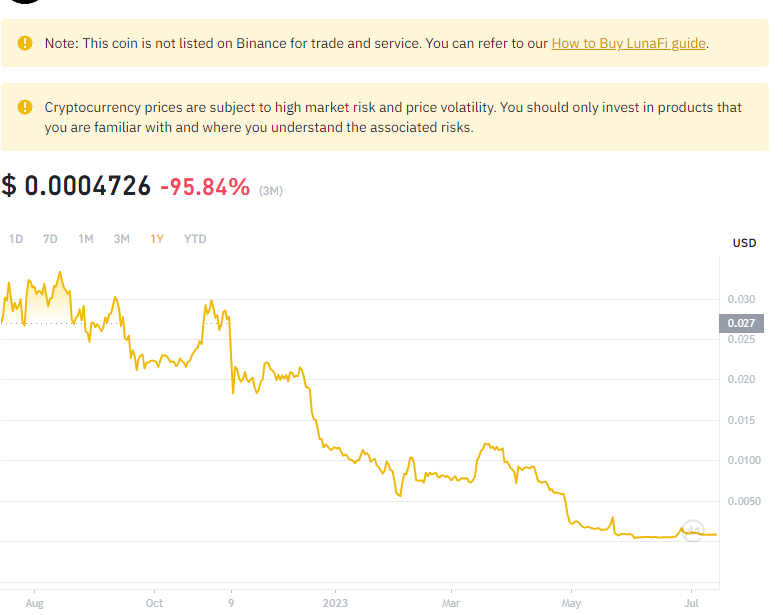 Note: This coin is not listed on Binance for trade and service. You can refer to our How to Buy LunaFi guide.
Cryptocurrency prices are subject to high market risk and price volatility. You should only invest in products that
you are familiar with and where you understand the associated risks.
$ 0.0004726 -95.84% (3M)
1D 7D 1M 3M 1Y YTD
USD
0.030
0.027
0.025
0.020
0.015
0.0100
0.0050
Aug Oct 9 2023 Mar May Jul